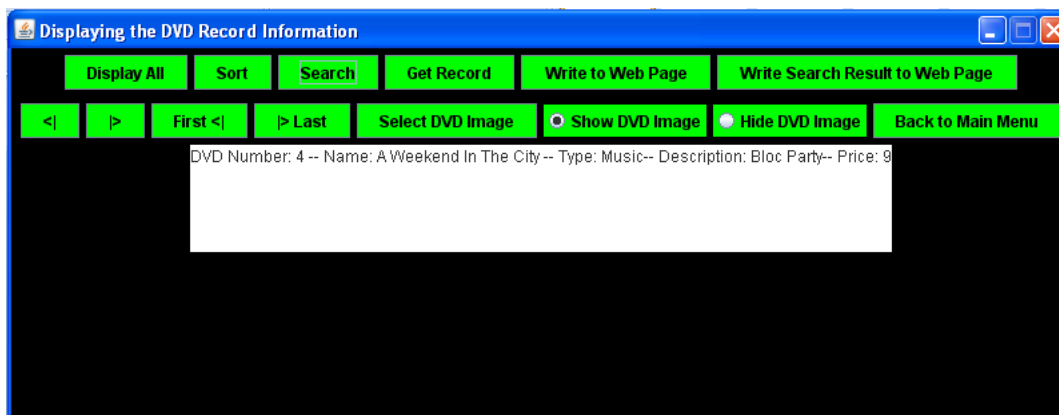 Displaying the DVD Record Information
Display All Sort Search Get Record Write to Web Page Write Search Result to Web Page
<| |> First <| |> Last Select DVD Image Show DVD Image Hide DVD Image Back to Main Menu
DVD Number: 4 -- Name: A Weekend In The City -- Type: Music-- Description: Bloc Party-- Price: 9